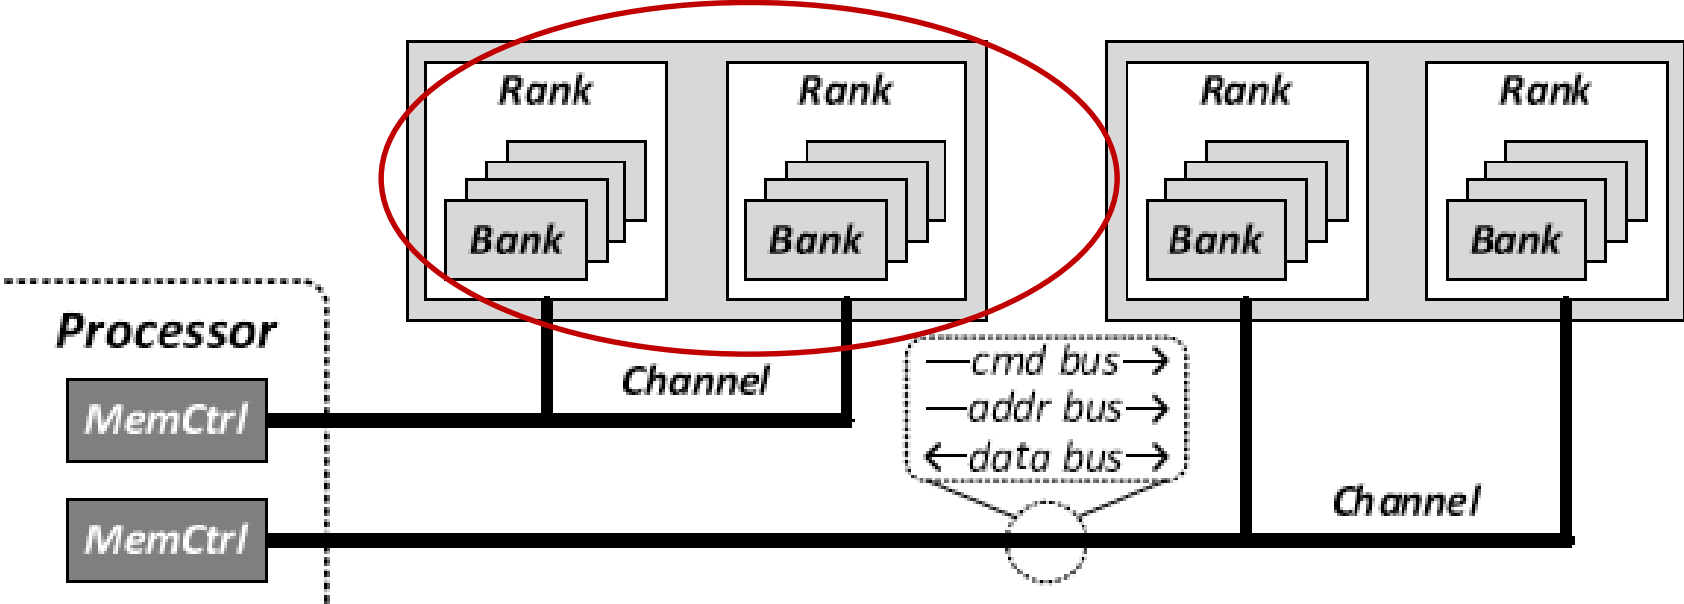 Rank
Rank
Rank
Rank
Bank
Bank
Bank
Bank
Processor
cmd bus
Channel
MemCtrl
addr bus
data bus
Channel
MemCtrl